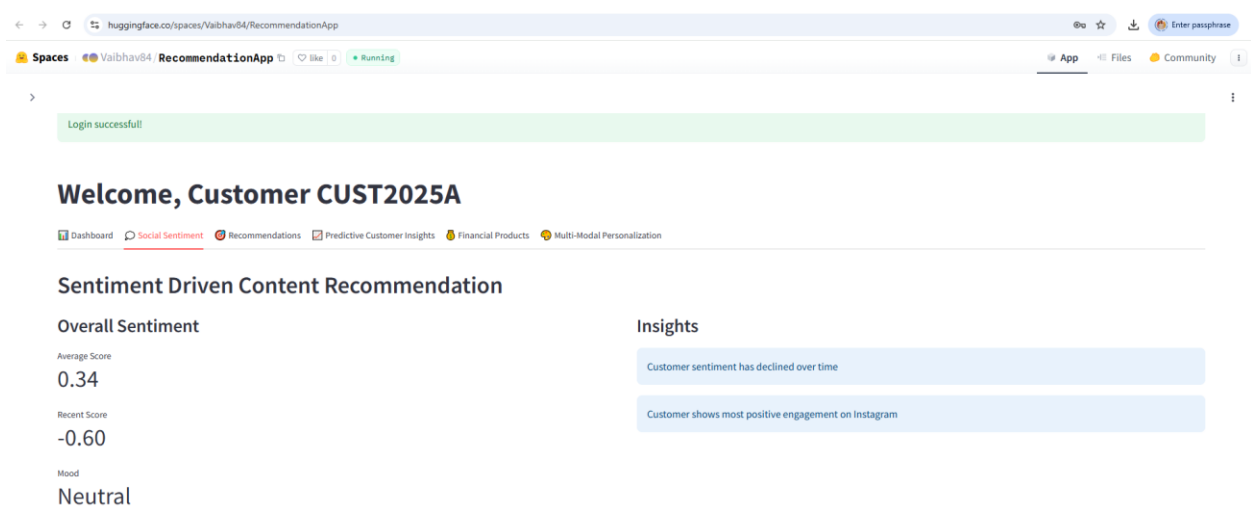 huggingface.co/spaces/Vaibhav84/RecommendationApp
Enter passphrase
Spaces Vaibhav84/RecommendationApp like 0 Running
App Files Community
Login successful!
Welcome, Customer CUST2025A
Dashboard Social Sentiment Recommendations Predictive Customer Insights Financial Products Multi-Modal Personalization
Sentiment Driven Content Recommendation
Overall Sentiment
Average Score
0.34
Recent Score
-0.60
Mood
Neutral
Insights
Customer sentiment has declined over time
Customer shows most positive engagement on Instagram